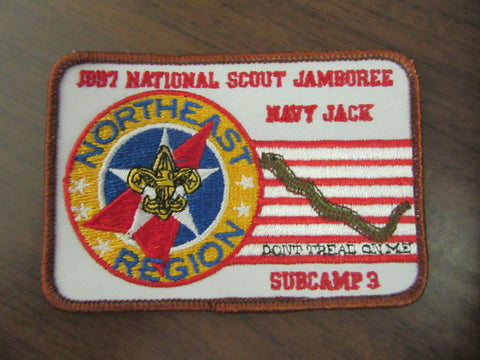 1997 NATIONAL SCOUT JAMBOREE
NAVY JACK
NORTHEAST
REGION
DONT TREAD ON ME
SUBCAMP 3